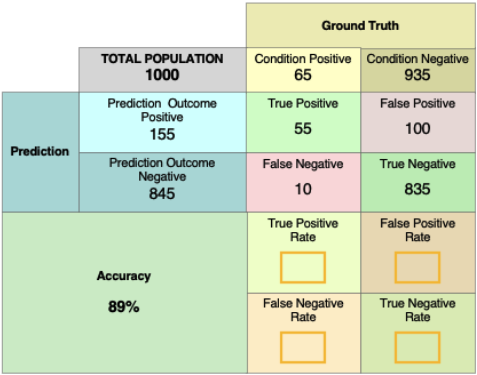 Ground Truth
TOTAL POPULATION
1000
Condition Positive
65
Condition Negative
935
Prediction
Prediction Outcome
Positive
155
True Positive
55
False Positive
100
Prediction Outcome
Negative
845
False Negative
10
True Negative
835
Accuracy
89%
True Positive
Rate
False Positive
Rate
False Negative
Rate
True Negative
Rate